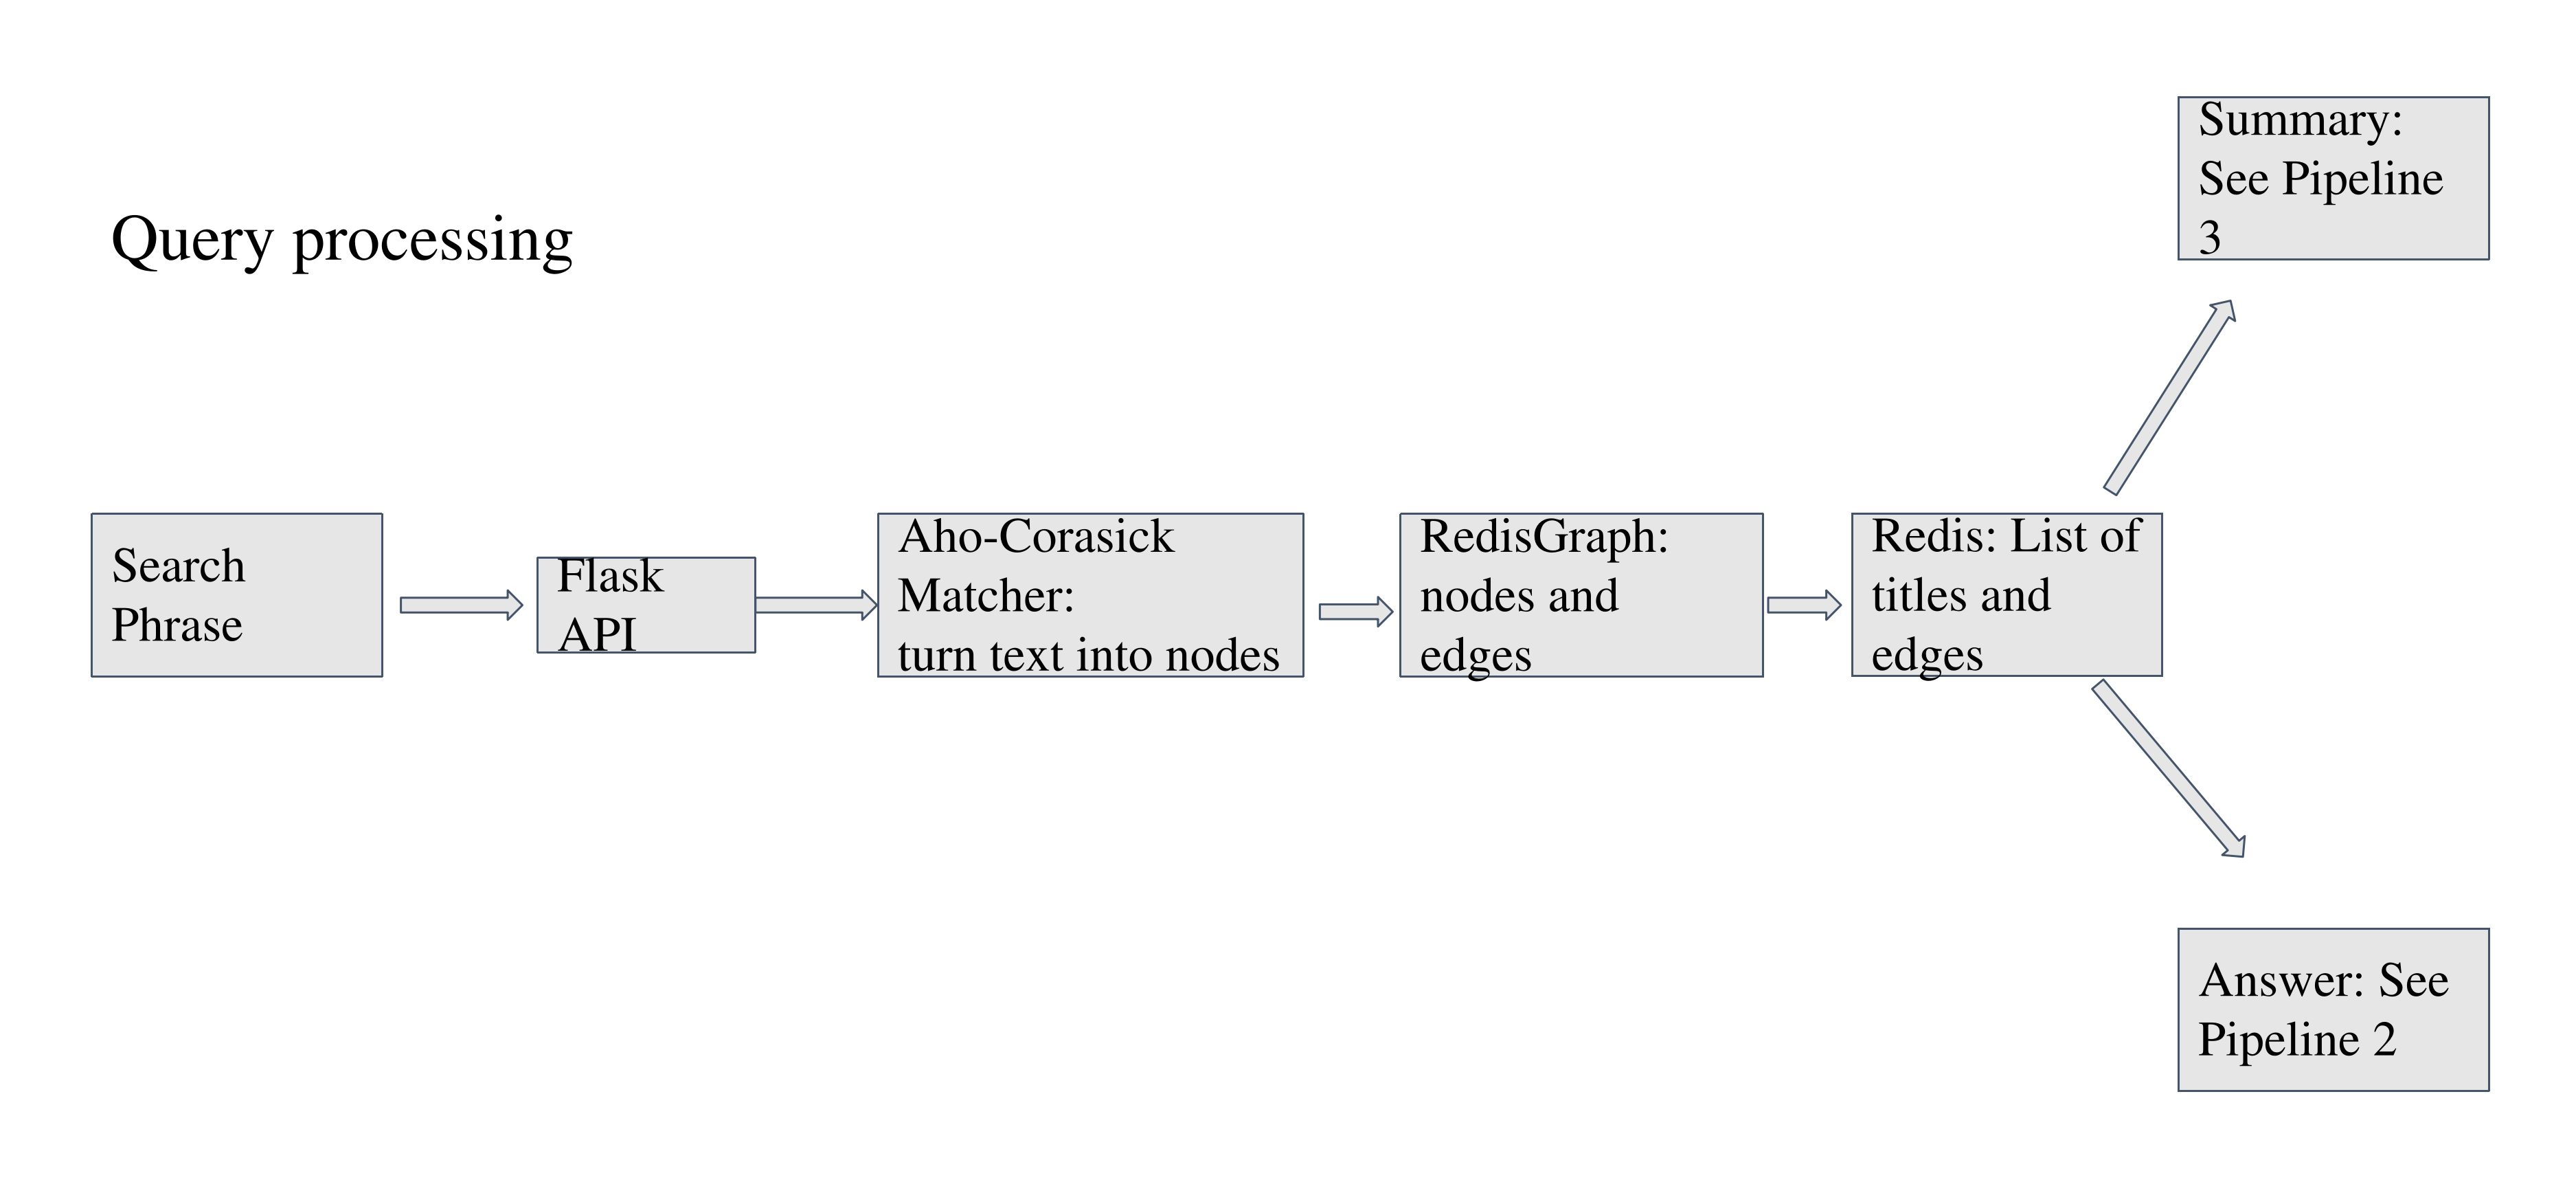 Query processing
Search
Phrase
Flask
API
Aho-Corasick
Matcher:
turn text into nodes
RedisGraph:
nodes and
edges
Redis: List of
titles and
edges
Summary:
See Pipeline
3
Answer: See
Pipeline 2